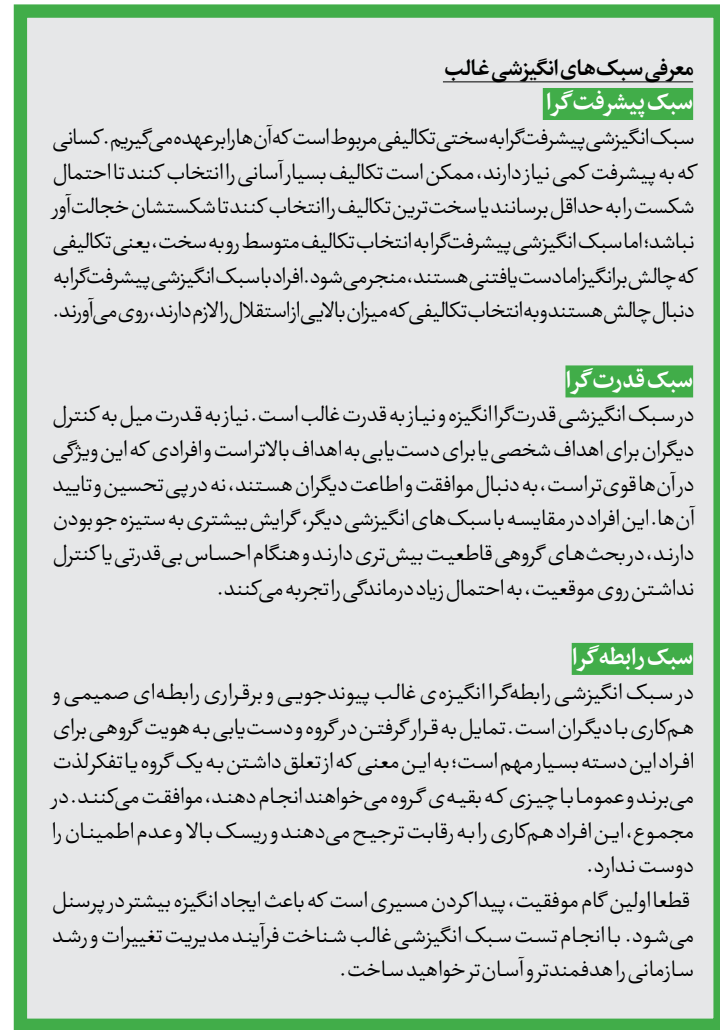 معرفی سبک‌های انگیزشی غالب
سبک پیشرفت‌گرا
سبک انگیزشی پیشرفت‌گرا به سختی تکالیفی مربوط است که آن‌ها را بر عهده می‌گیریم. کسانی
که به پیشرفت کمی نیاز دارند، ممکن است تکالیف بسیار آسانی را انتخاب کنند تا احتمال
شکست را به حداقل برسانند یا سخت‌ترین تکالیف را انتخاب کنند تا شکستشان خجالت‌آور
نباشد؛ اما سبک انگیزشی پیشرفت‌گرا به انتخاب تکالیف متوسط رو به سخت، یعنی تکالیفی
که چالش‌برانگیز اما دست‌یافتنی هستند، منجر می‌شود. افراد با سبک انگیزشی پیشرفت‌گرا به
دنبال چالش هستند و به انتخاب تکالیفی که میزان بالایی از استقلال را لازم دارند، روی می‌آورند.
سبک قدرت‌گرا
در سبک انگیزشی قدرت‌گرا انگیزه و نیاز به قدرت غالب است. نیاز به قدرت میل به کنترل
دیگران برای اهداف شخصی یا برای دست‌یابی به اهداف بالاتر است و افرادی که این ویژگی
در آن‌ها قوی‌تر است، به دنبال موافقت و اطاعت دیگران هستند، نه در پی تحسین و تایید
آن‌ها. این افراد در مقایسه با سبک‌های انگیزشی دیگر، گرایش بیشتری به ستیزه‌جو بودن
دارند، در بحث‌های گروهی قاطعیت بیش‌تری دارند و هنگام احساس بی‌قدرتی یا کنترل
نداشتن روی موقعیت، به احتمال زیاد درماندگی را تجربه می‌کنند.
سبک رابطه‌گرا
در سبک انگیزشی رابطه‌گرا انگیزه‌ی غالب پیوندجویی و برقراری رابطه‌ای صمیمی و
هم‌کاری با دیگران است. تمایل به قرار گرفتن در گروه و دست‌یابی به هویت گروهی برای
افراد این دسته بسیار مهم است؛ به این معنی که از تعلق داشتن به یک گروه یا تفکر لذت
می‌برند و عموما با چیزی که بقیه‌ی گروه می‌خواهند انجام دهند، موافقت می‌کنند. در
مجموع، این افراد هم‌کاری را به رقابت ترجیح می‌دهند و ریسک بالا و عدم اطمینان را
دوست ندارد.
قطعا اولین گام موفقیت، پیدا کردن مسیری است که باعث ایجاد انگیزه بیشتر در پرسنل
می‌شود. با انجام تست سبک انگیزشی غالب شناخت فرآیند مدیریت تغییرات و رشد
سازمانی را هدفمندتر و آسان‌تر خواهید ساخت.